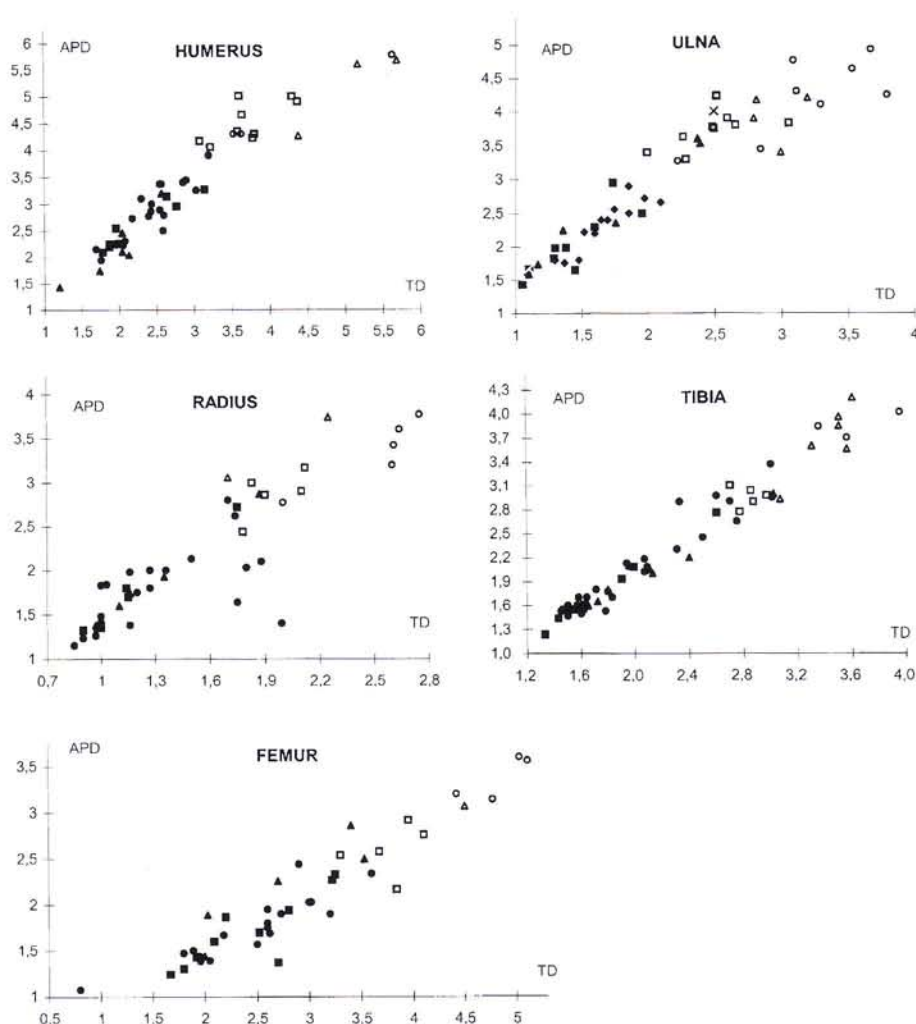 HUMERUS
APD
6
5,5
5
4,5
4
3,5
3
2,5
2
1,5
1
TD
1 1,5 2 2,5 3 3,5 4 4,5 5 5,5 6
ULNA
APD
5
4,5
4
3,5
3
2,5
2
1,5
1
TD
1 1,5 2 2,5 3 3,5 4
RADIUS
APD
4
3,5
3
2,5
2
1,5
1
TD
0,7 1 1,3 1,6 1,9 2,2 2,5 2,8
TIBIA
APD
4,3
4,0
3,7
3,4
3,1
2,8
2,5
2,2
1,9
1,6
1,3
1,0
TD
1,2 1,6 2,0 2,4 2,8 3,2 3,6 4,0
FEMUR
APD
3,5
3
2,5
2
1,5
1
TD
0.5 1 1.5 2 2.5 3 3.5 4 4.5 5